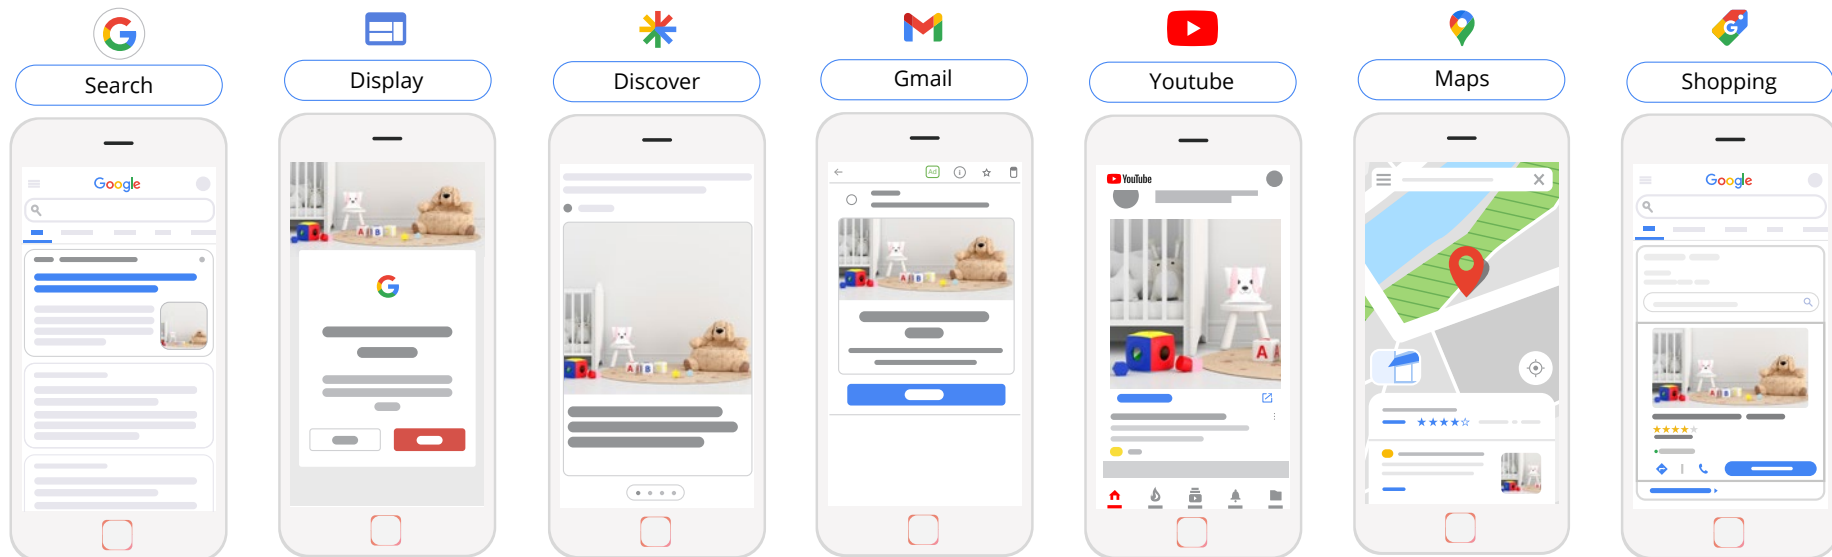 Search
Display
Discover
Gmail
Youtube
Maps
Shopping
Google
Ad
YouTube
Google
A B
A B
A B
A B
A
A B